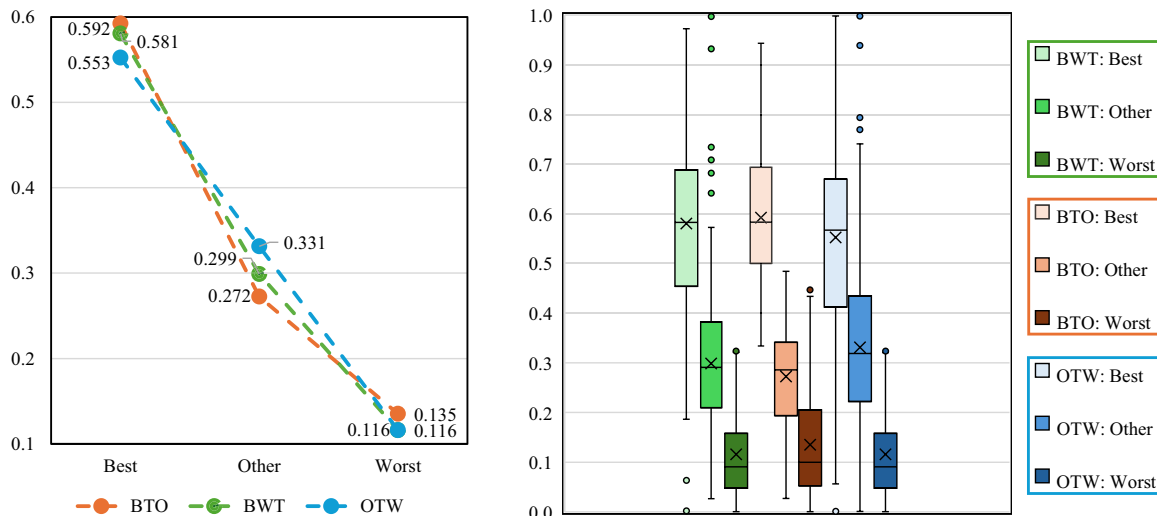 0.6
0.5
0.4
0.3
0.2
0.1
0.592
0.581
0.553
0.331
0.299
0.272
0.135
0.116
0.116
Best
Other
Worst
BTO
BWT
OTW
1.0
0.9
0.8
0.7
0.6
0.5
0.4
0.3
0.2
0.1
0.0
BWT: Best
BWT: Other
BWT: Worst
BTO: Best
BTO: Other
BTO: Worst
OTW: Best
OTW: Other
OTW: Worst